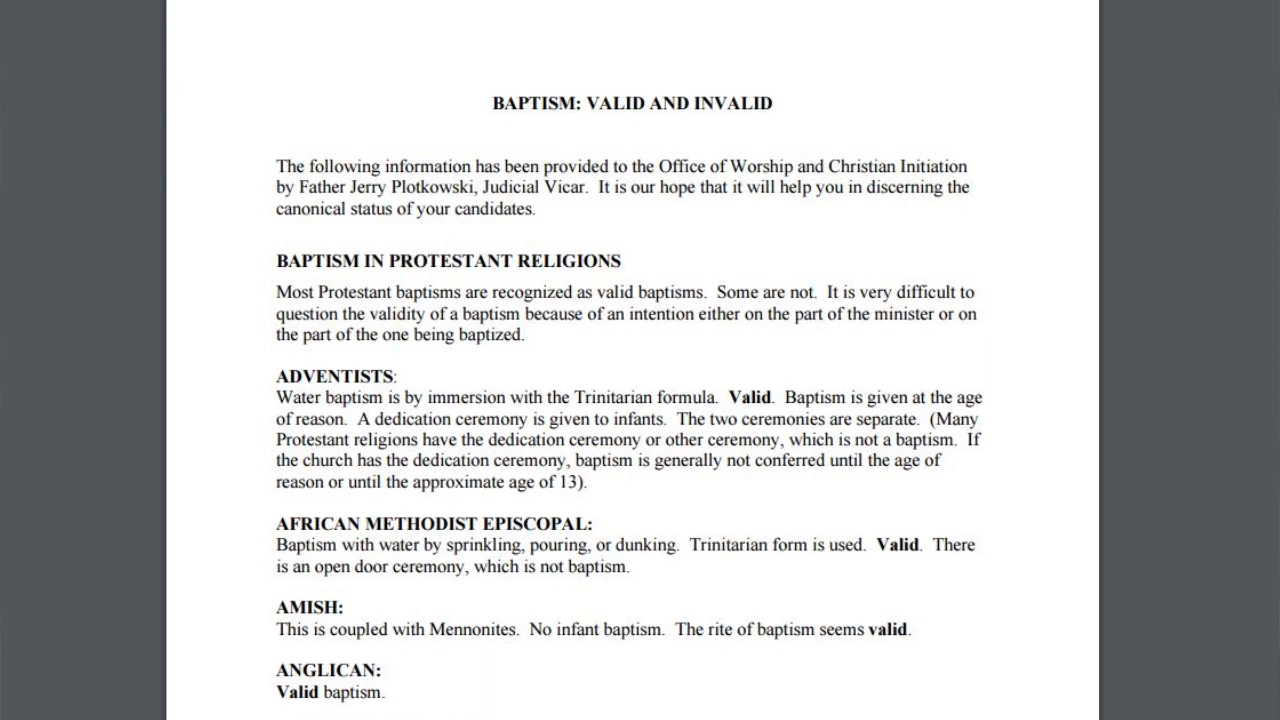 BAPTISM: VALID AND INVALID
The following information has been provided to the Office of Worship and Christian Initiation
by Father Jerry Plotkowski, Judicial Vicar.  It is our hope that it will help you in discerning the
canonical status of your candidates.
BAPTISM IN PROTESTANT RELIGIONS
Most Protestant baptisms are recognized as valid baptisms.  Some are not.  It is very difficult to
question the validity of a baptism because of an intention either on the part of the minister or on
the part of the one being baptized.
ADVENTISTS:
Water baptism is by immersion with the Trinitarian formula.  Valid.  Baptism is given at the age
of reason.  A dedication ceremony is given to infants.  The two ceremonies are separate.  (Many
Protestant religions have the dedication ceremony or other ceremony, which is not a baptism.  If
the church has the dedication ceremony, baptism is generally not conferred until the age of
reason or until the approximate age of 13).
AFRICAN METHODIST EPISCOPAL:
Baptism with water by sprinkling, pouring, or dunking.  Trinitarian form is used.  Valid.  There
is an open door ceremony, which is not baptism.
AMISH:
This is coupled with Mennonites.  No infant baptism.  The rite of baptism seems valid.
ANGLICAN:
Valid baptism.